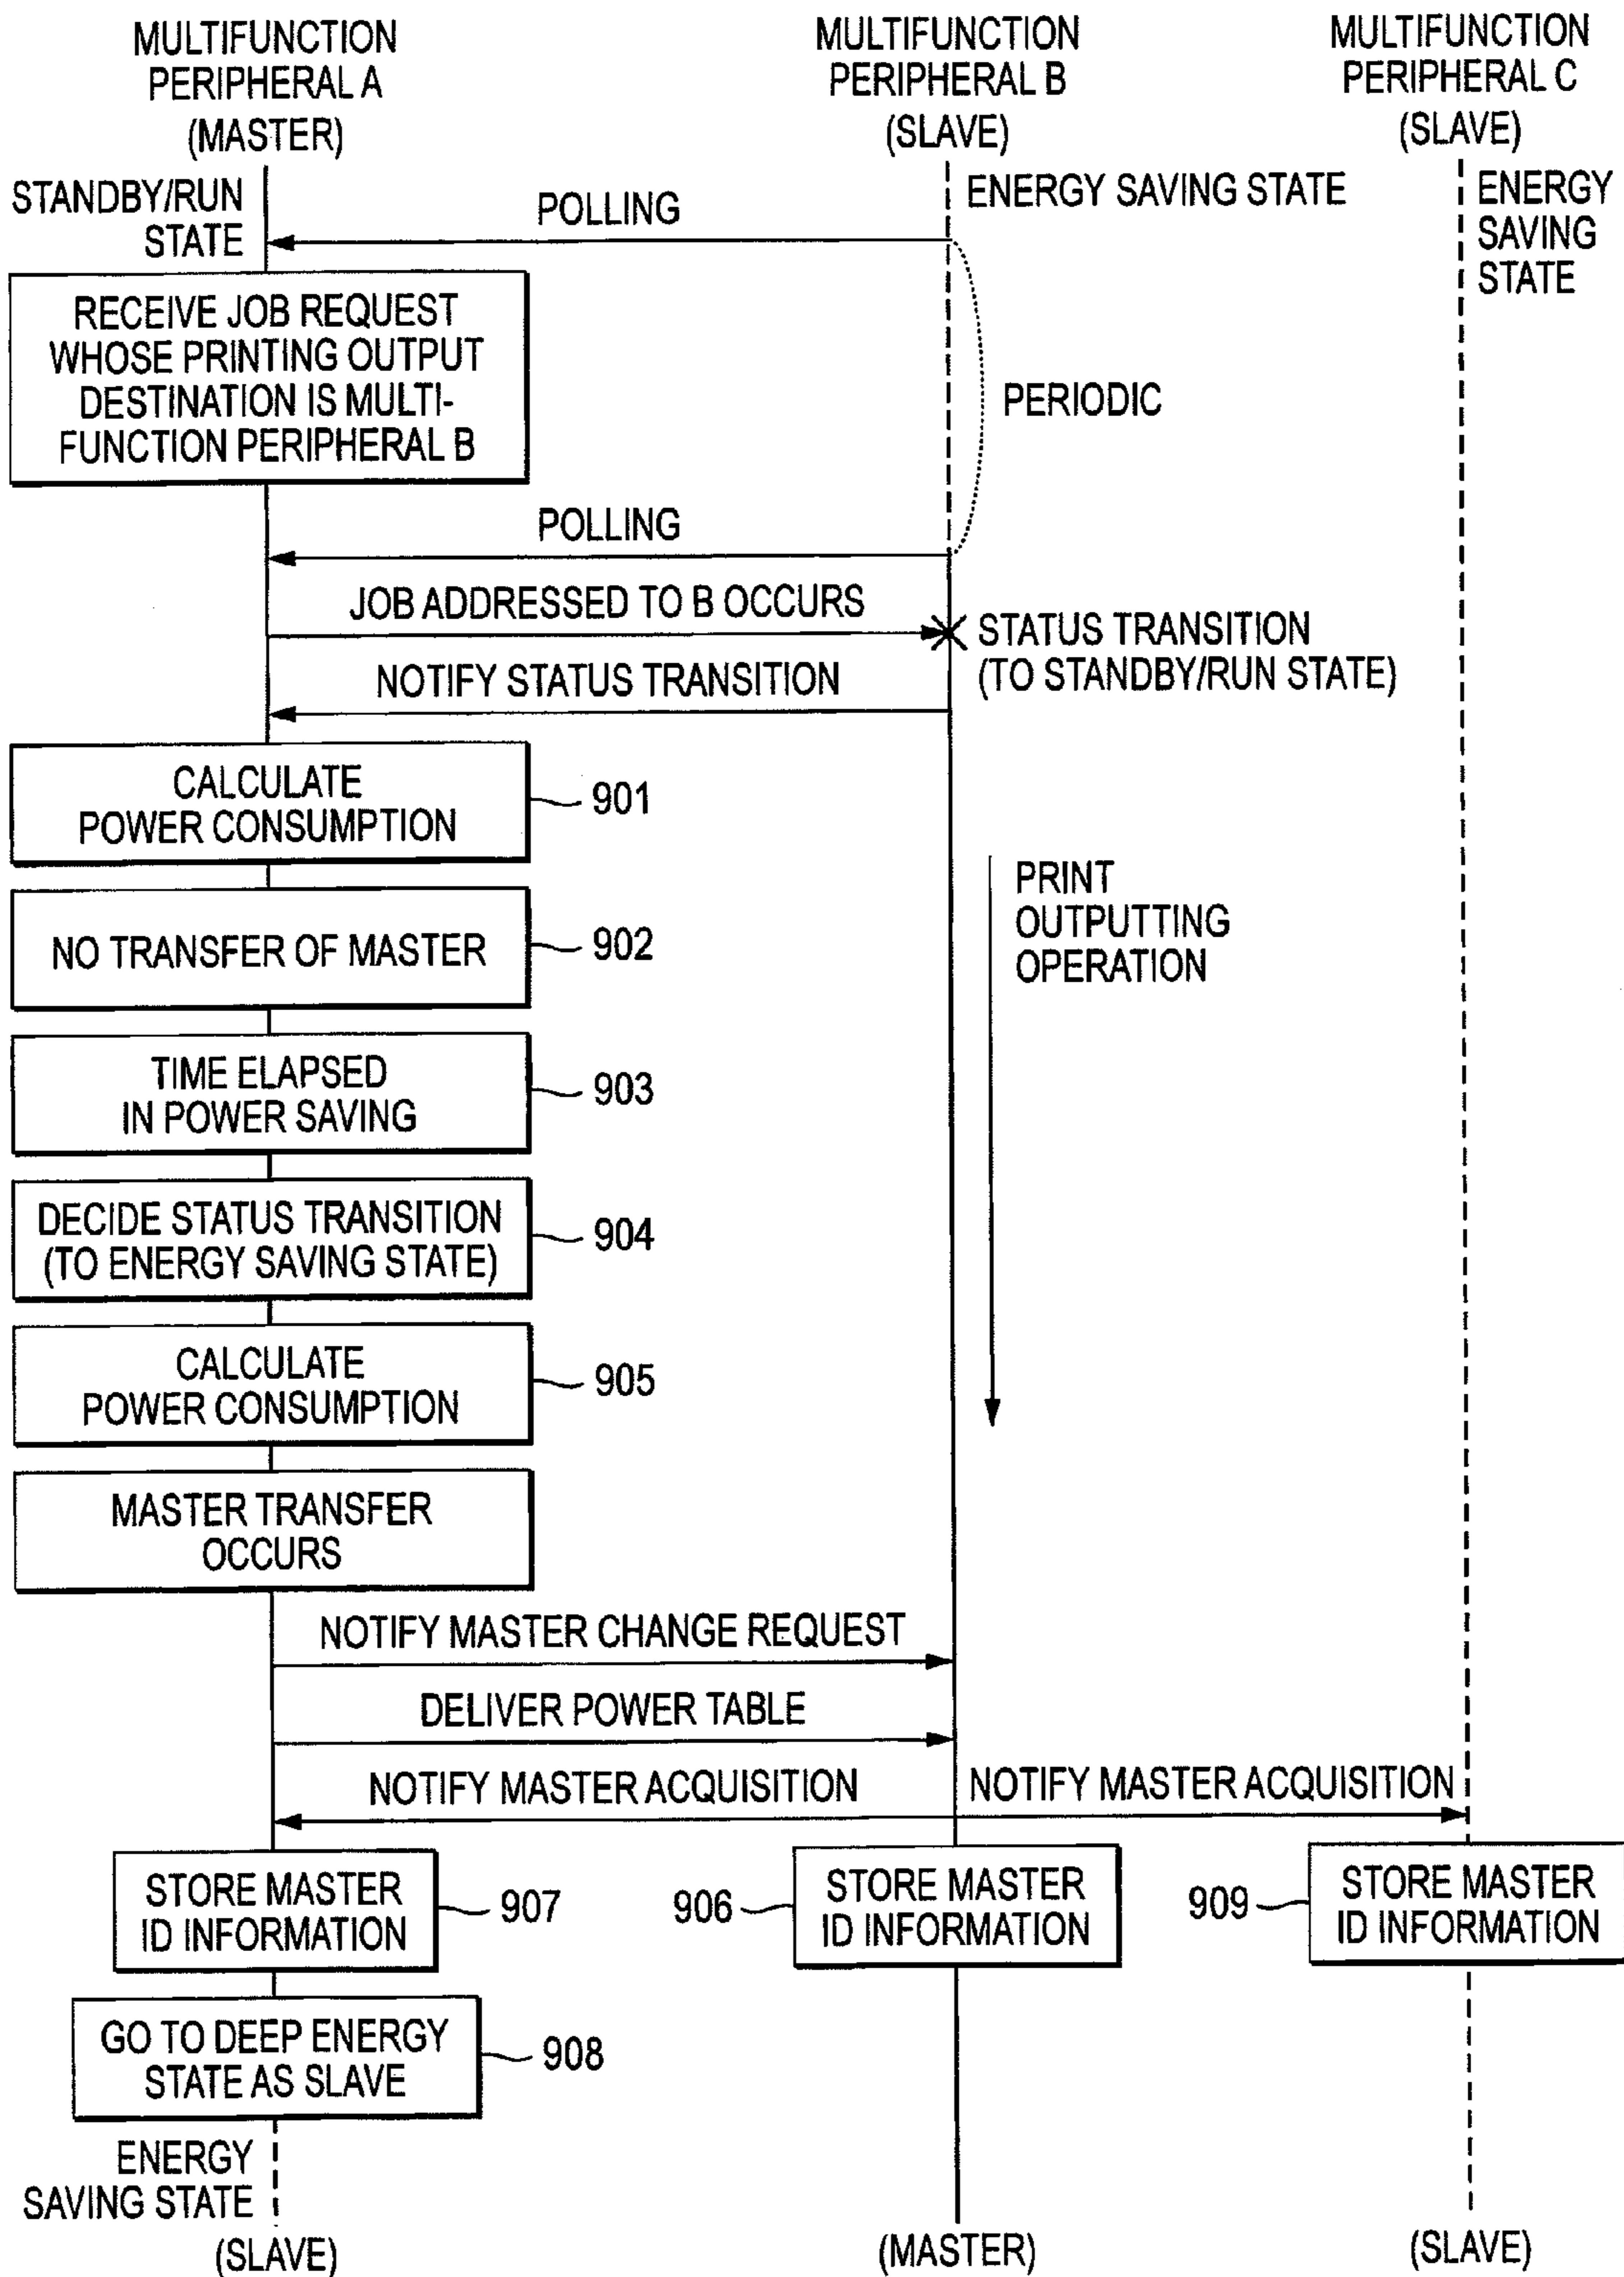 MULTIFUNCTION
PERIPHERAL A
(MASTER)
MULTIFUNCTION
PERIPHERAL B
(SLAVE)
MULTIFUNCTION
PERIPHERAL C
(SLAVE)
STANDBY/RUN
STATE
POLLING
ENERGY SAVING STATE
ENERGY
SAVING
STATE
RECEIVE JOB REQUEST
WHOSE PRINTING OUTPUT
DESTINATION IS MULTI-
FUNCTION PERIPHERAL B
PERIODIC
POLLING
JOB ADDRESSED TO B OCCURS
STATUS TRANSITION
(TO STANDBY/RUN STATE)
NOTIFY STATUS TRANSITION
CALCULATE
POWER CONSUMPTION
901
PRINT
OUTPUTTING
OPERATION
NO TRANSFER OF MASTER
902
TIME ELAPSED
IN POWER SAVING
903
DECIDE STATUS TRANSITION
(TO ENERGY SAVING STATE)
904
CALCULATE
POWER CONSUMPTION
905
MASTER TRANSFER
OCCURS
NOTIFY MASTER CHANGE REQUEST
DELIVER POWER TABLE
NOTIFY MASTER ACQUISITION
NOTIFY MASTER ACQUISITION
STORE MASTER
ID INFORMATION
907
906
STORE MASTER
ID INFORMATION
909
STORE MASTER
ID INFORMATION
GO TO DEEP ENERGY
STATE AS SLAVE
908
ENERGY
SAVING STATE
(SLAVE)
(MASTER)
(SLAVE)